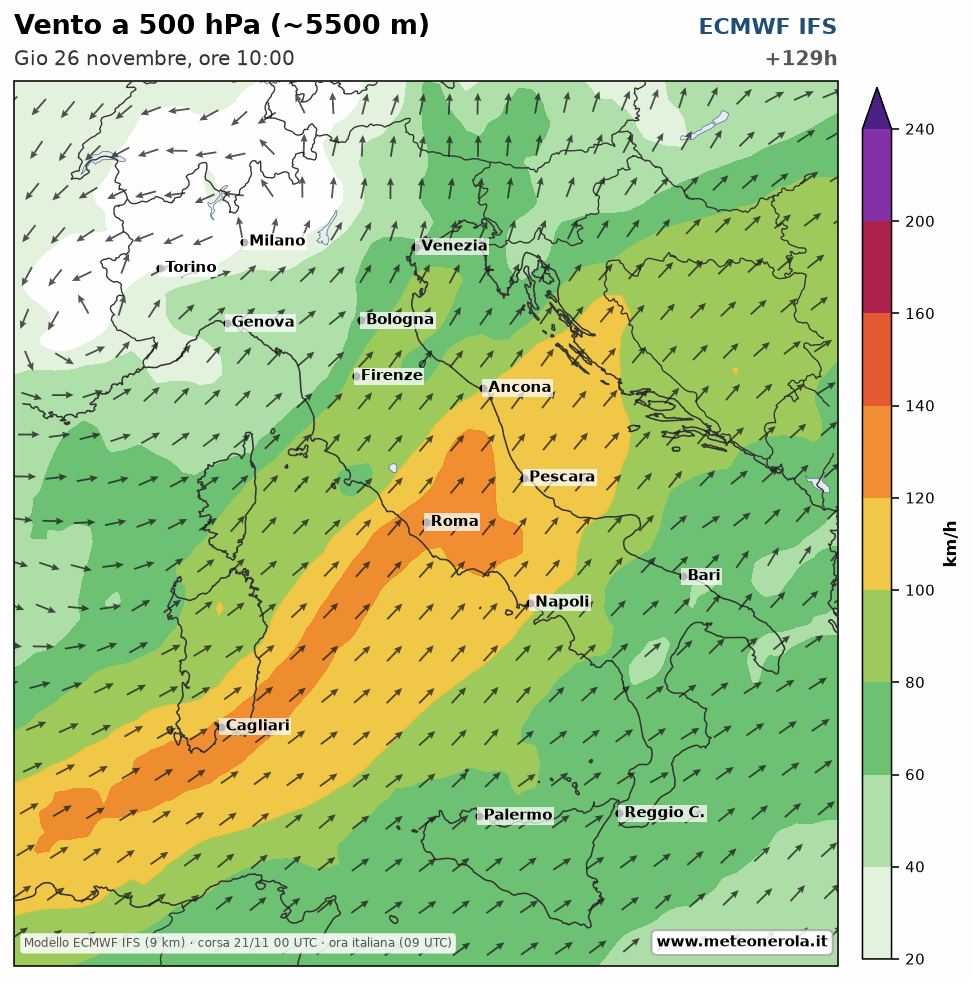 Vento a 500 hPa (~5500 m)
ECMWF IFS
Gio 26 novembre, ore 10:00
+129h
Milano
Venezia
Torino
Genova
Bologna
Firenze
Ancona
Pescara
Roma
Bari
Napoli
Cagliari
Palermo
Reggio C.
240
200
160
140
120
100
80
60
40
20
km/h
Modello ECMWF IFS (9 km) · corsa 21/11 00 UTC · ora italiana (09 UTC)
www.meteonerola.it